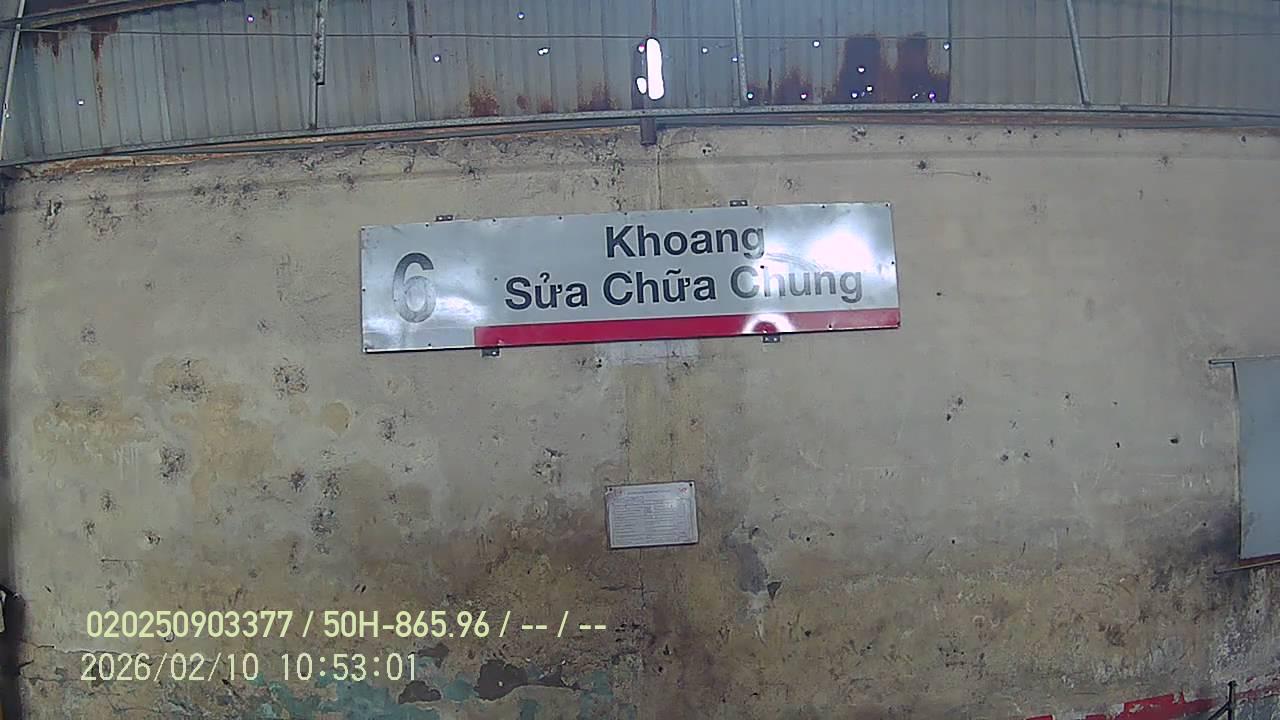 6
Khoang
Sửa Chữa Chung
020250903377 / 50H-865.96 / -- / --
2026/02/10 10:53:01